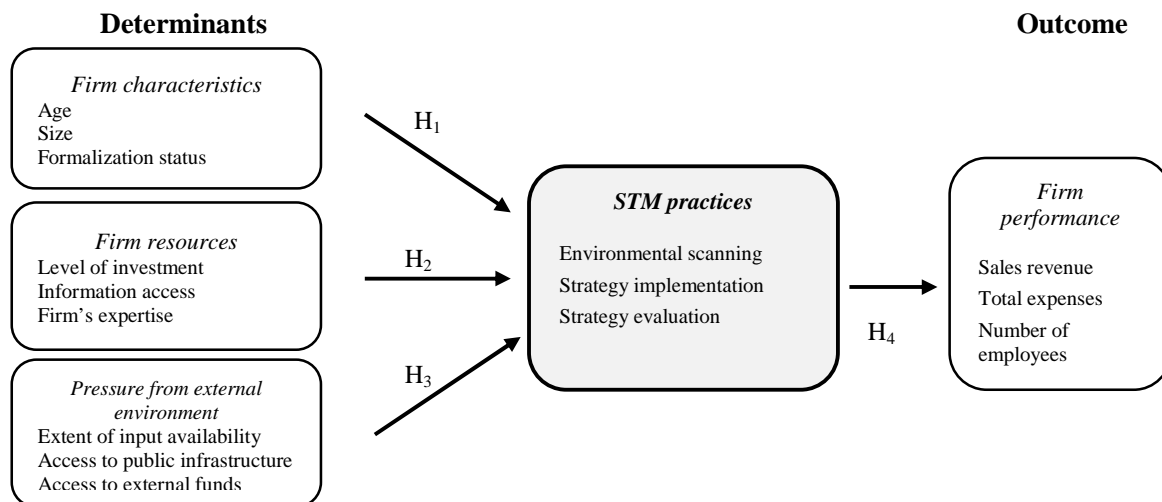 Determinants
Outcome
Firm characteristics
Age
Size
Formalization status
H₁
Firm resources
Level of investment
Information access
Firm's expertise
H₂
Pressure from external
environment
Extent of input availability
Access to public infrastructure
Access to external funds
H₃
STM practices
Environmental scanning
Strategy implementation
Strategy evaluation
H₄
Firm
performance
Sales revenue
Total expenses
Number of
employees